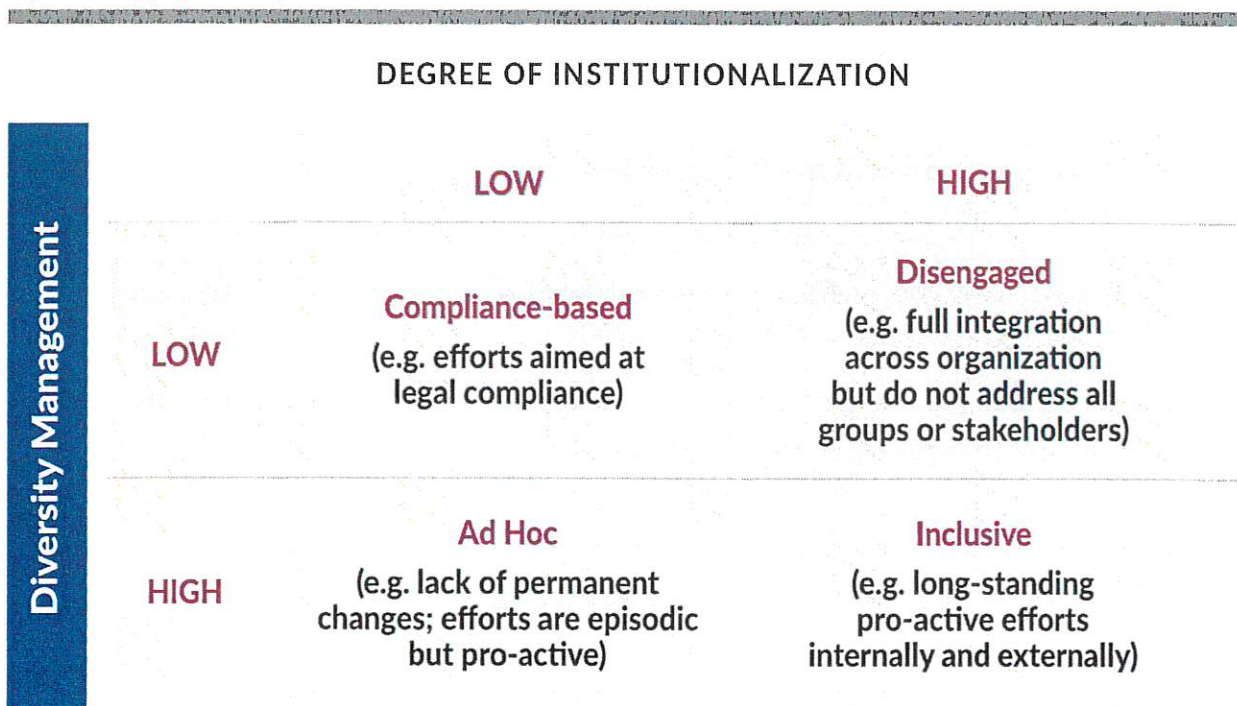 DEGREE OF INSTITUTIONALIZATION
Diversity Management
LOW
HIGH
LOW
Compliance-based
(e.g. efforts aimed at
legal compliance)
Disengaged
(e.g. full integration
across organization
but do not address all
groups or stakeholders)
HIGH
Ad Hoc
(e.g. lack of permanent
changes; efforts are episodic
but pro-active)
Inclusive
(e.g. long-standing
pro-active efforts
internally and externally)